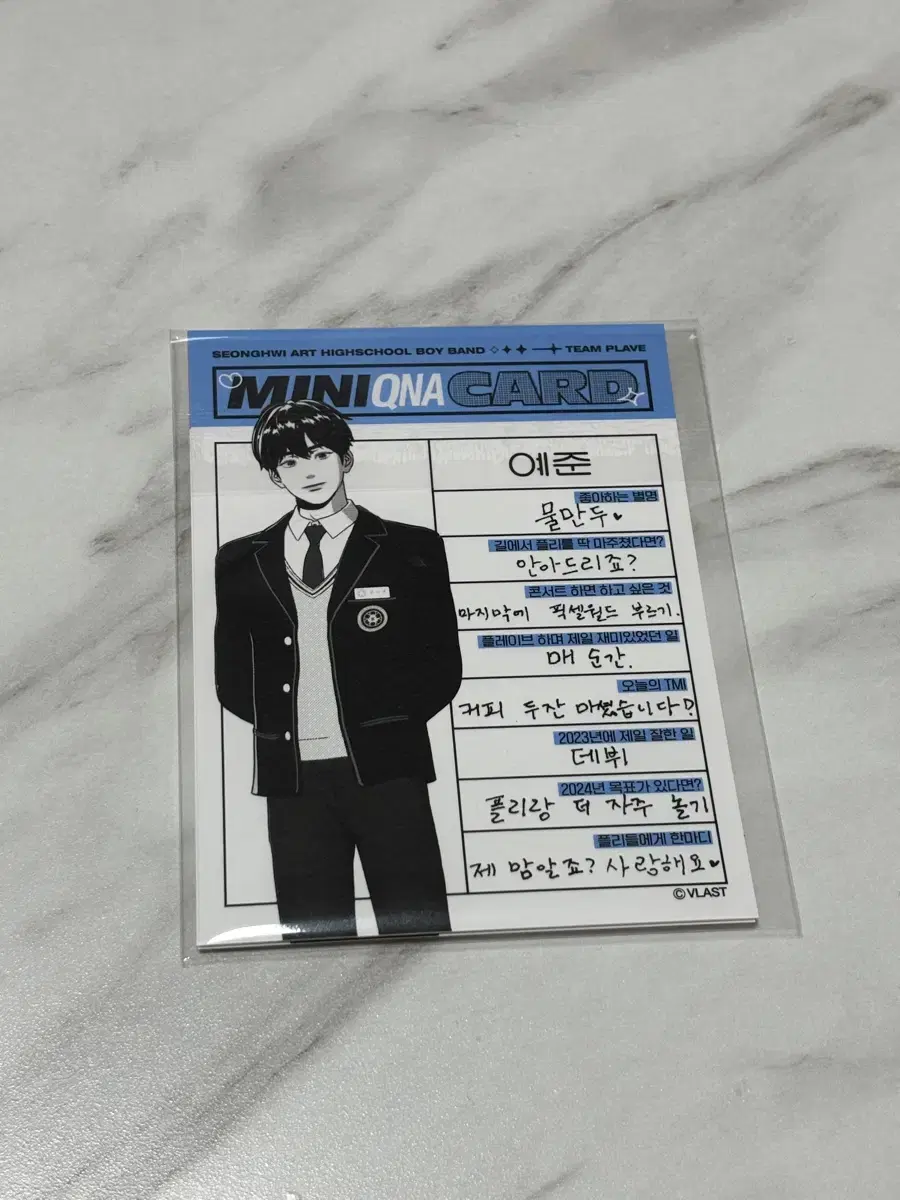 SEONGHWI ART HIGHSCHOOL BOY BAND TEAM PLAVE
MINI QNA CARD
예준
좋아하는 별명
물만두♥
길에서 플리를 딱 마주쳤다면?
안아드리죠?
콘서트 하면 하고 싶은 것
마지막에 픽셀월드 부르기.
플레이브 하며 제일 재미있었던 일
매 순간.
오늘의 TMI
커피 두잔 마셨습니다!
2023년에 제일 잘한 일
데뷔
2024년 목표가 있다면?
플리랑 더 자주 놀기
플리들에게 한마디
제 맘알죠? 사랑해요♥
©VLAST